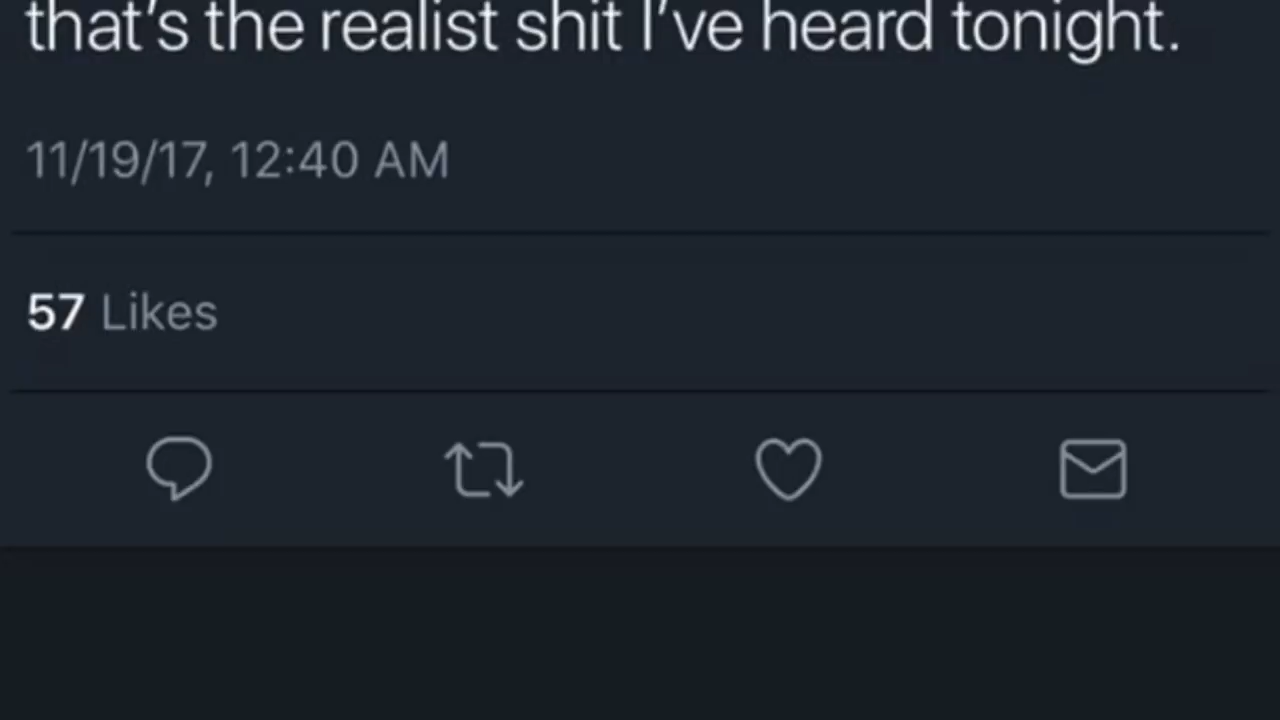 that’s the realist shit I’ve heard tonight.
11/19/17, 12:40 AM
57 Likes